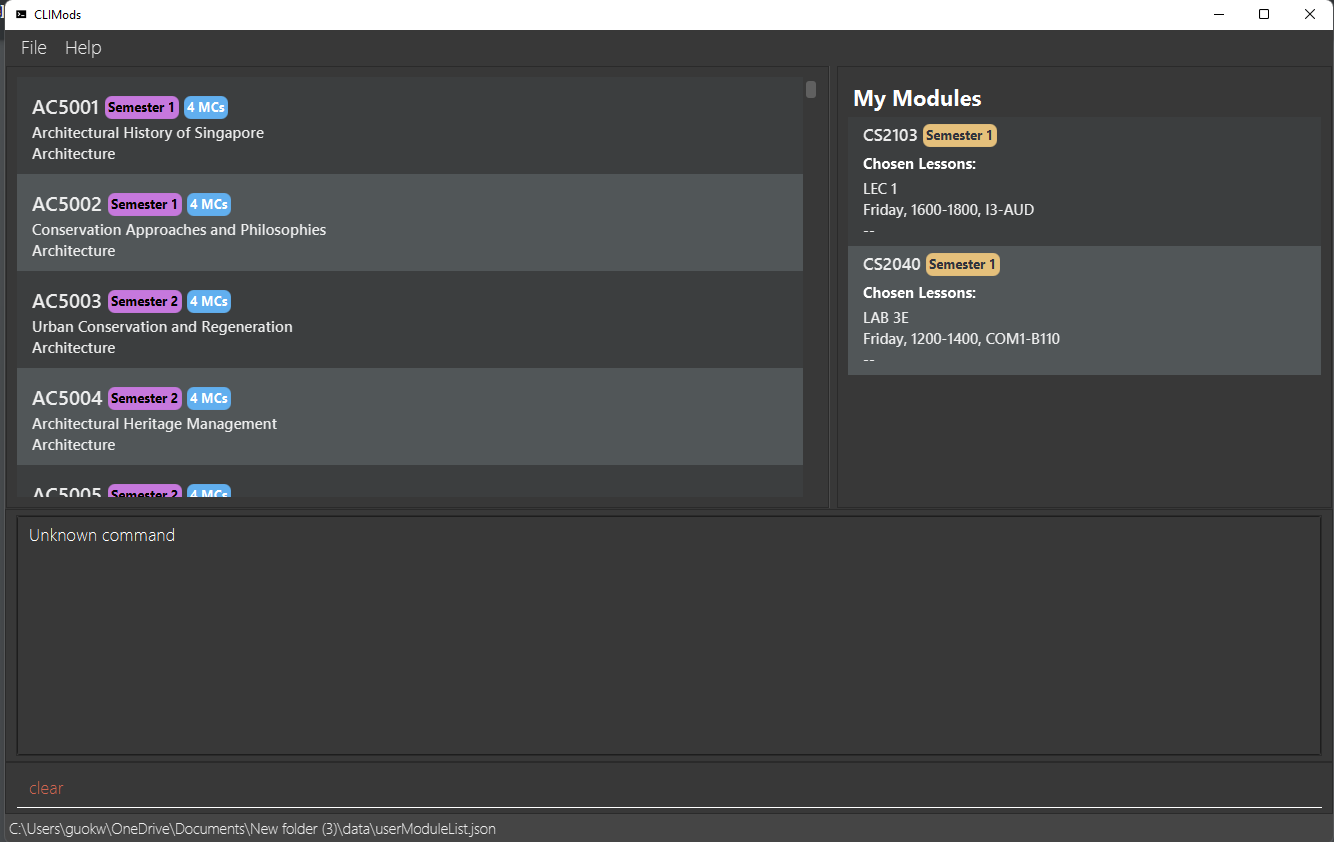 CLIMods
File Help
AC5001 Semester 1 4 MCs
Architectural History of Singapore
Architecture
AC5002 Semester 1 4 MCs
Conservation Approaches and Philosophies
Architecture
AC5003 Semester 2 4 MCs
Urban Conservation and Regeneration
Architecture
AC5004 Semester 2 4 MCs
Architectural Heritage Management
Architecture
AC5005 Semester 2 4 MCs
My Modules
CS2103 Semester 1
Chosen Lessons:
LEC 1
Friday, 1600-1800, I3-AUD
--
CS2040 Semester 1
Chosen Lessons:
LAB 3E
Friday, 1200-1400, COM1-B110
--
Unknown command
clear
C:\Users\guokw\OneDrive\Documents\New folder (3)\data\userModuleList.json